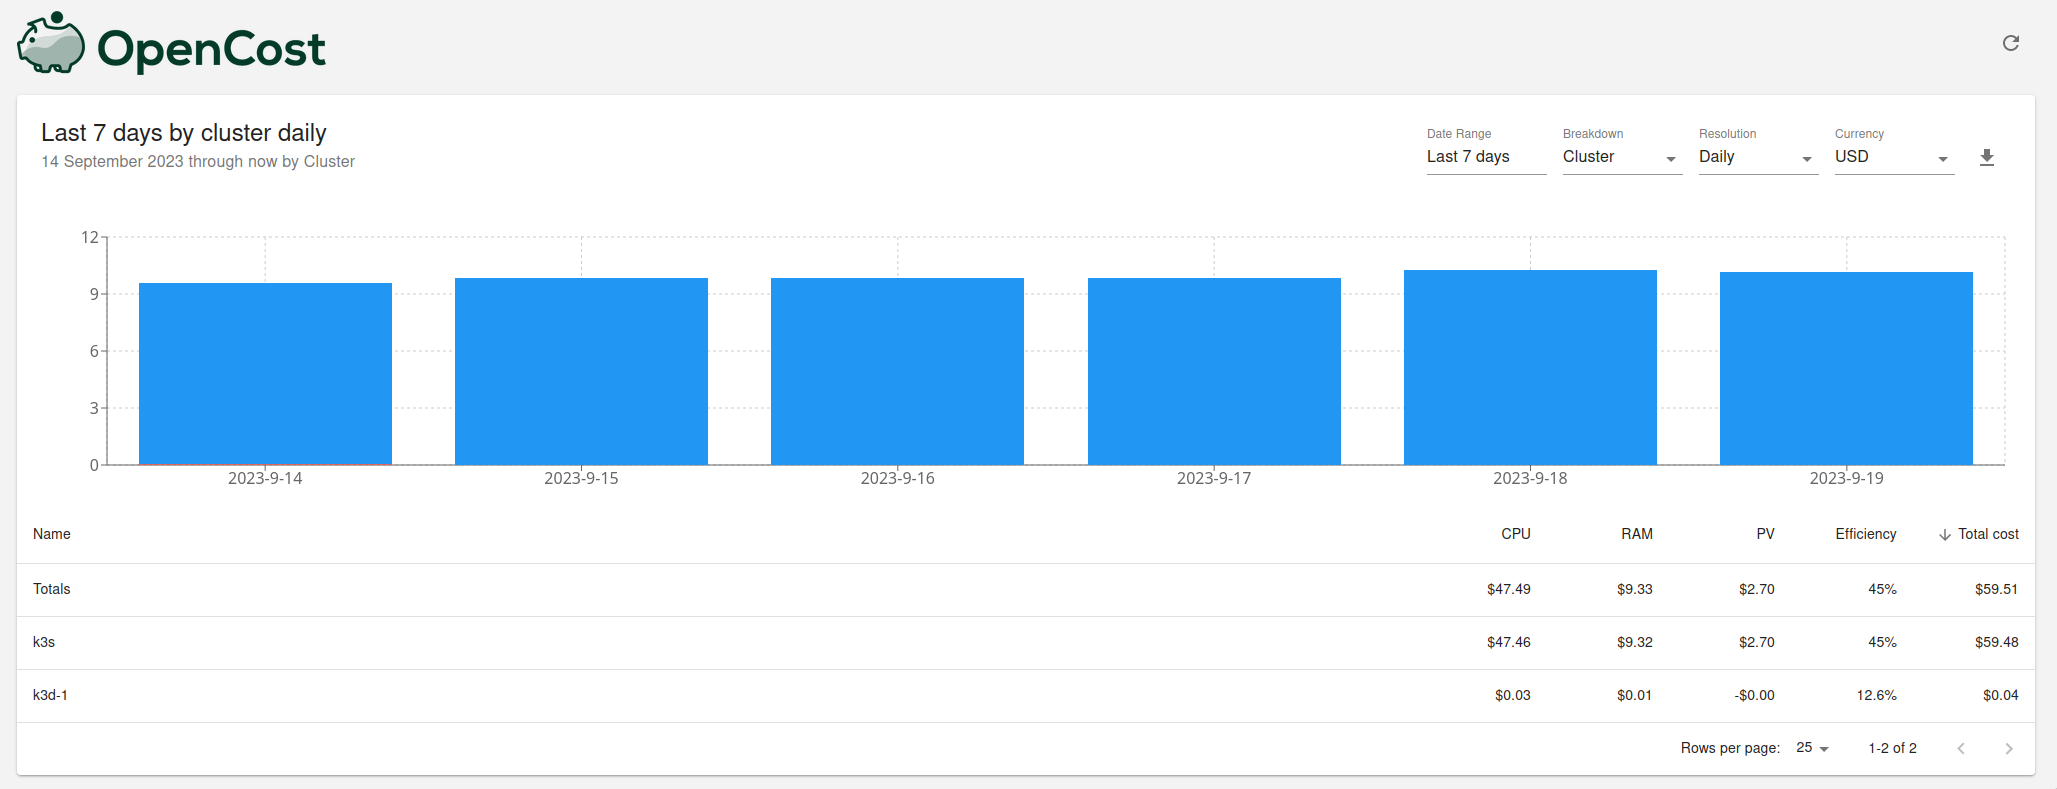 OpenCost
Last 7 days by cluster daily
14 September 2023 through now by Cluster
Date Range Breakdown Resolution Currency
Last 7 days Cluster Daily USD
12
9
6
3
0
2023-9-14 2023-9-15 2023-9-16 2023-9-17 2023-9-18 2023-9-19
Name CPU RAM PV Efficiency Total cost
Totals $47.49 $9.33 $2.70 45% $59.51
k3s $47.46 $9.32 $2.70 45% $59.48
k3d-1 $0.03 $0.01 -$0.00 12.6% $0.04
Rows per page: 25 1-2 of 2